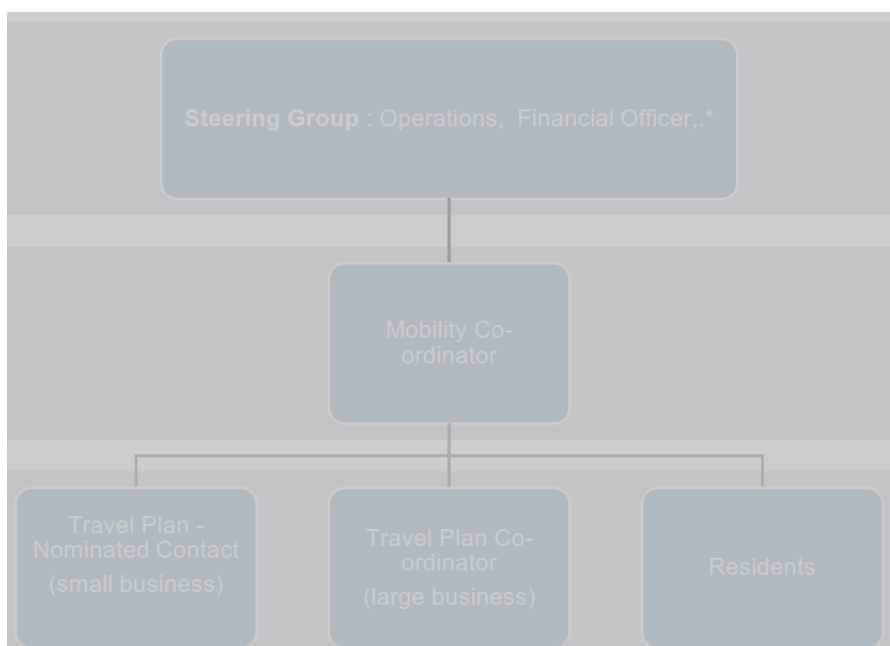 Steering Group : Operations,  Financial Officer,.*
Mobility Co-
ordinator
Travel Plan -
Nominated Contact
(small business)
Travel Plan Co-
ordinator
(large business)
Residents